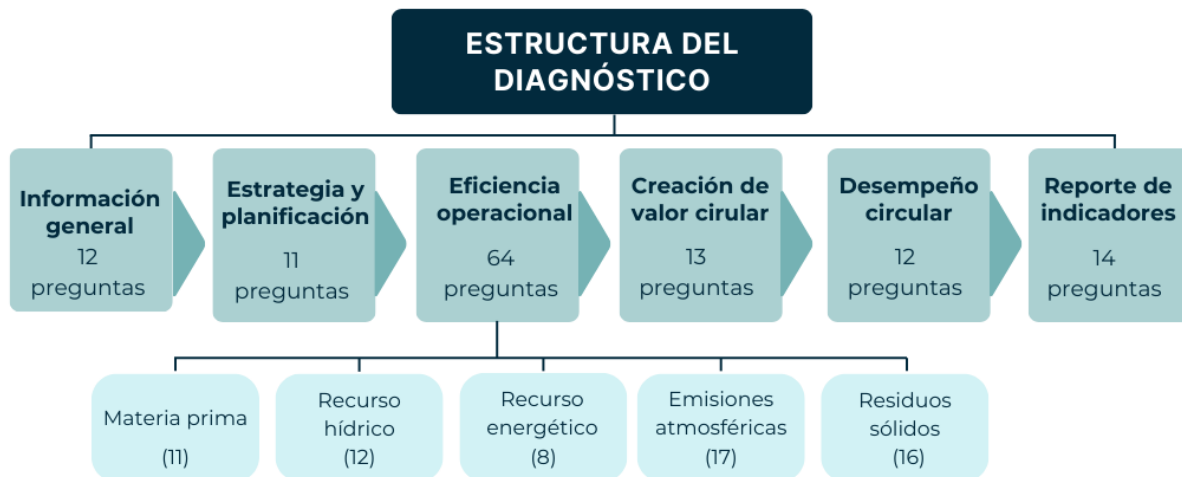 ESTRUCTURA DEL
DIAGNÓSTICO
Información
general
12
preguntas
Estrategia y
planificación
11
preguntas
Eficiencia
operacional
64
preguntas
Creación de
valor cirular
13
preguntas
Desempeño
circular
12
preguntas
Reporte de
indicadores
14
preguntas
Materia prima
(11)
Recurso
hídrico
(12)
Recurso
energético
(8)
Emisiones
atmosféricas
(17)
Residuos
sólidos
(16)